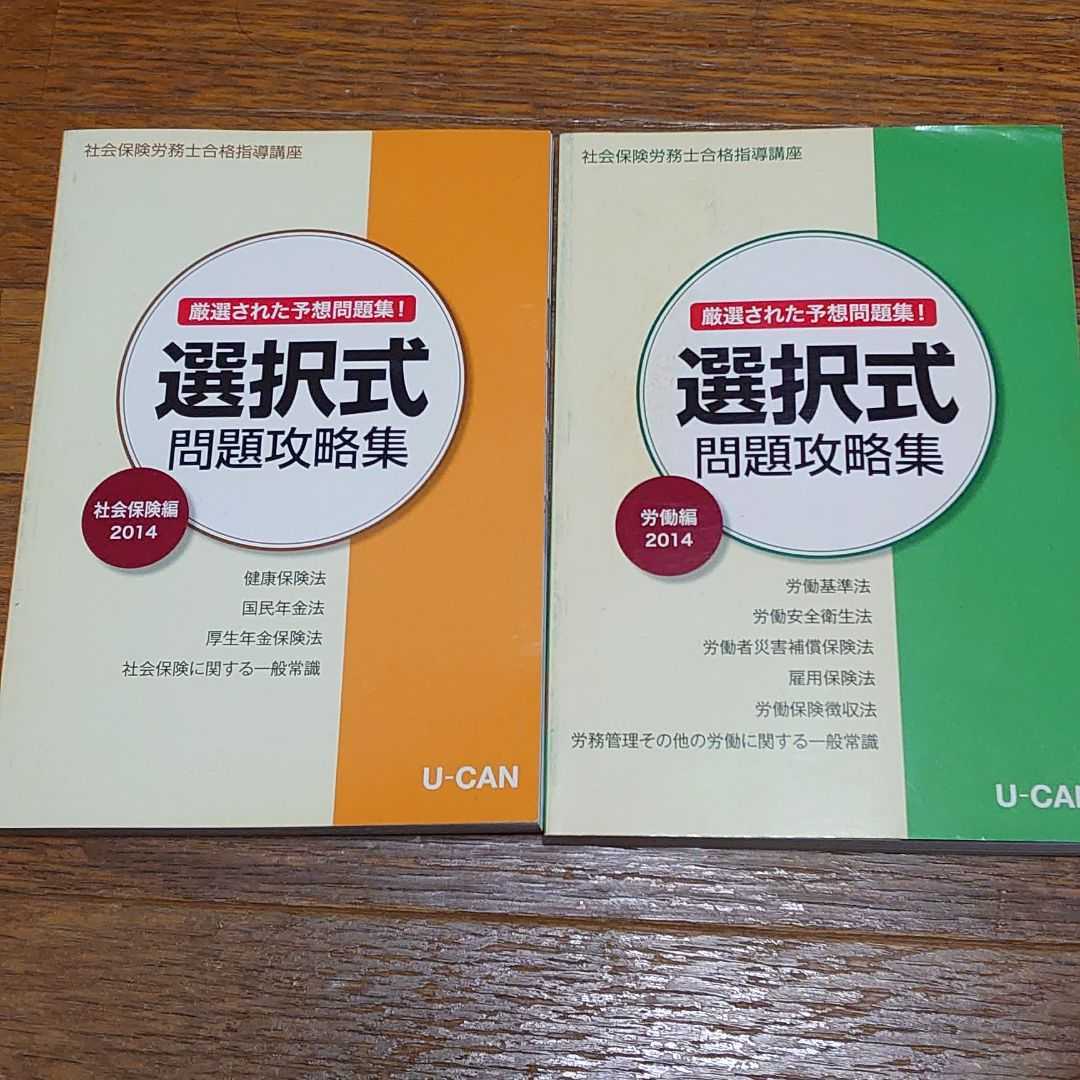 社会保険労務士合格指導講座
厳選された予想問題集！
選択式
問題攻略集
社会保険編
2014
健康保険法
国民年金法
厚生年金保険法
社会保険に関する一般常識
U-CAN
社会保険労務士合格指導講座
厳選された予想問題集！
選択式
問題攻略集
労働編
2014
労働基準法
労働安全衛生法
労働者災害補償保険法
雇用保険法
労働保険徴収法
労務管理その他の労働に関する一般常識
U-CAN